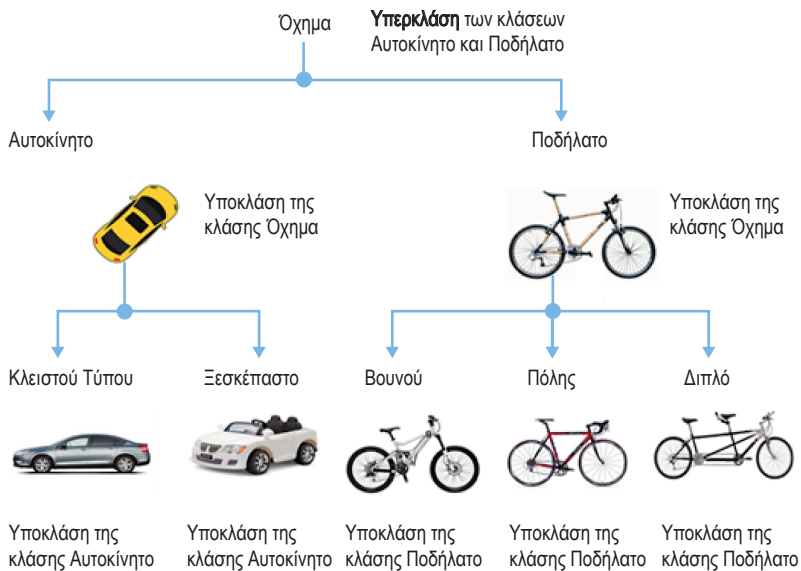 Όχημα
Υπερκλάση των κλάσεων
Αυτοκίνητο και Ποδήλατο
Αυτοκίνητο
Ποδήλατο
Υποκλάση της
κλάσης Όχημα
Υποκλάση της
κλάσης Όχημα
Κλειστού Τύπου
Ξεσκέπαστο
Βουνού
Πόλης
Διπλό
Υποκλάση της
κλάσης Αυτοκίνητο
Υποκλάση της
κλάσης Αυτοκίνητο
Υποκλάση της
κλάσης Ποδήλατο
Υποκλάση της
κλάσης Ποδήλατο
Υποκλάση της
κλάσης Ποδήλατο